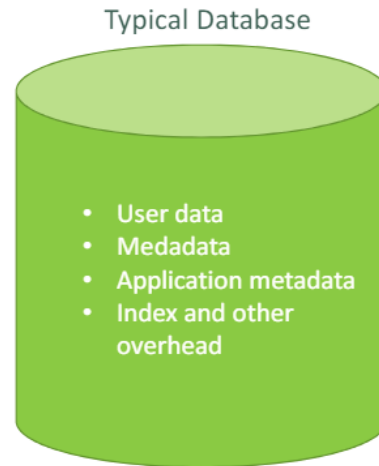 Typical Database
• User data
• Medadata
• Application metadata
• Index and other
overhead